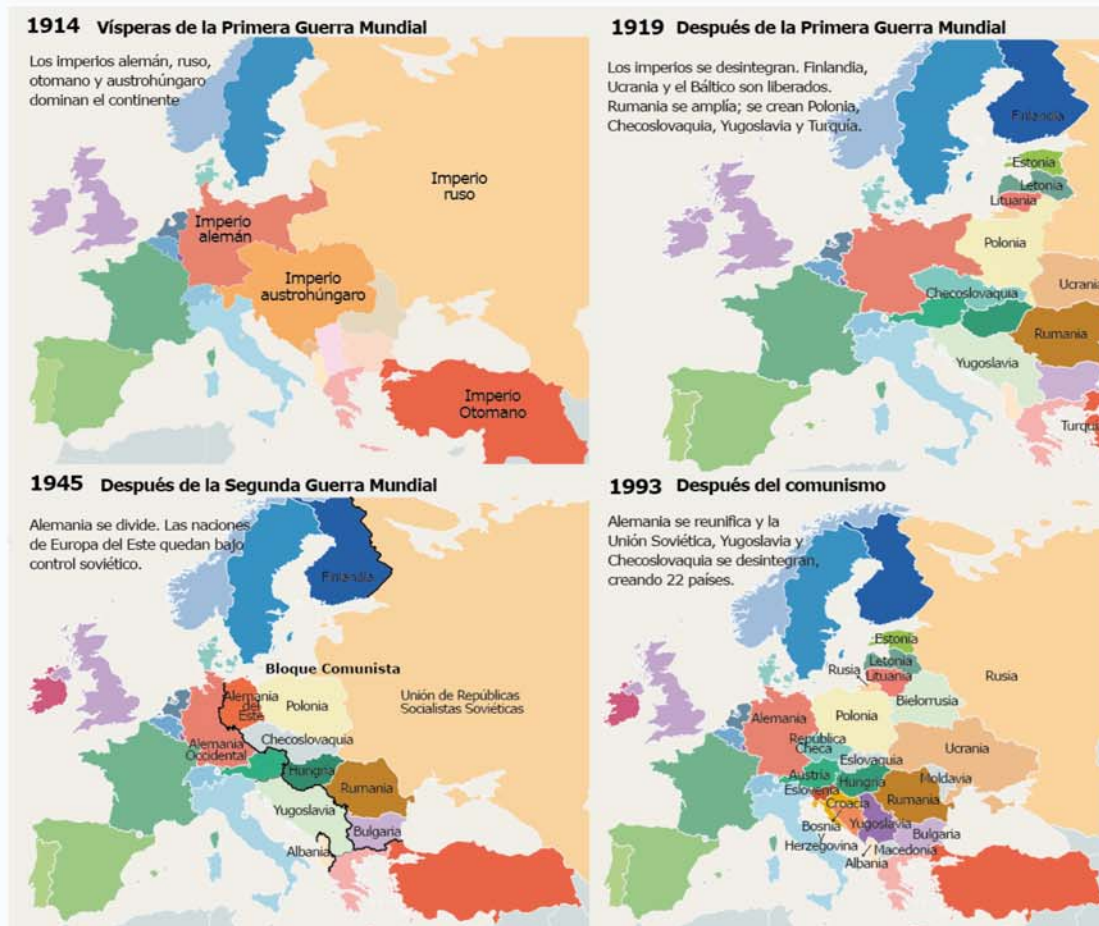 1914 Vísperas de la Primera Guerra Mundial
Los imperios alemán, ruso,
otomano y austrohúngaro
dominan el continente
Imperio
ruso
Imperio
alemán
Imperio
austrohúngaro
Imperio
Otomano
1919 Después de la Primera Guerra Mundial
Los imperios se desintegran. Finlandia,
Ucrania y el Báltico son liberados.
Rumania se amplía; se crean Polonia,
Checoslovaquia, Yugoslavia y Turquía.
Finlandia
Estonia
Letonia
Lituania
Polonia
Ucrania
Checoslovaquia
Rumania
Yugoslavia
Turquí
1945 Después de la Segunda Guerra Mundial
Alemania se divide. Las naciones
de Europa del Este quedan bajo
control soviético.
Finlandia
Bloque Comunista
Alemania
del
Este
Polonia
Unión de Repúblicas
Socialistas Soviéticas
Checoslovaquia
Alemania
Occidental
Hungria
Rumania
Yugoslavia
Bulgaria
Albania
1993 Después del comunismo
Alemania se reunifica y la
Unión Soviética, Yugoslavia y
Checoslovaquia se desintegran,
creando 22 países.
Estonia
Letonia
Rusia
Lituania
Rusia
Bielorrusia
Alemania
Polonia
República
Checa
Ucrania
Eslovaquia
Austria
Hungria
Moldavia
Eslovenia
Croacia
Rumania
Bosnia
y
Herzegovina
Yugoslavia
Bulgaria
Macedonia
Albania